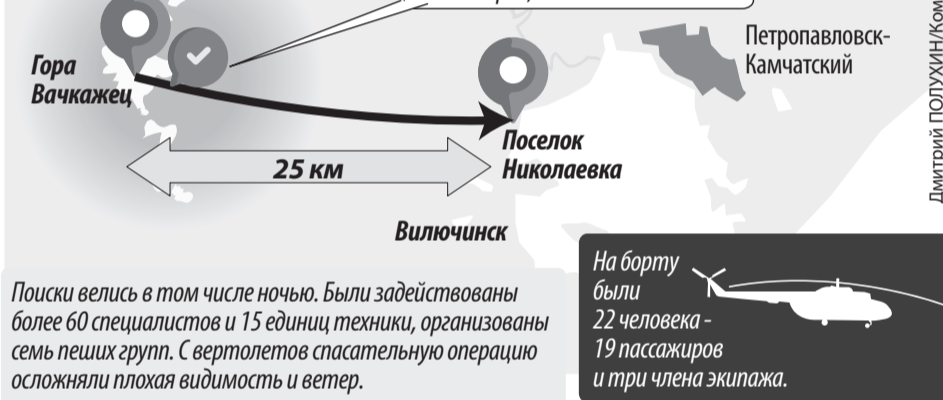 Петропавловск-
Камчатский
Гора
Вачкажец
Поселок
Николаевка
25 км
Вилючинск
Дмитрий ПОЛУХИН/Ком
Поиски велись в том числе ночью. Были задействованы
более 60 специалистов и 15 единиц техники, организованы
семь пеших групп. С вертолетов спасательную операцию
осложняли плохая видимость и ветер.
На борту
были
22 человека -
19 пассажиров
и три члена экипажа.